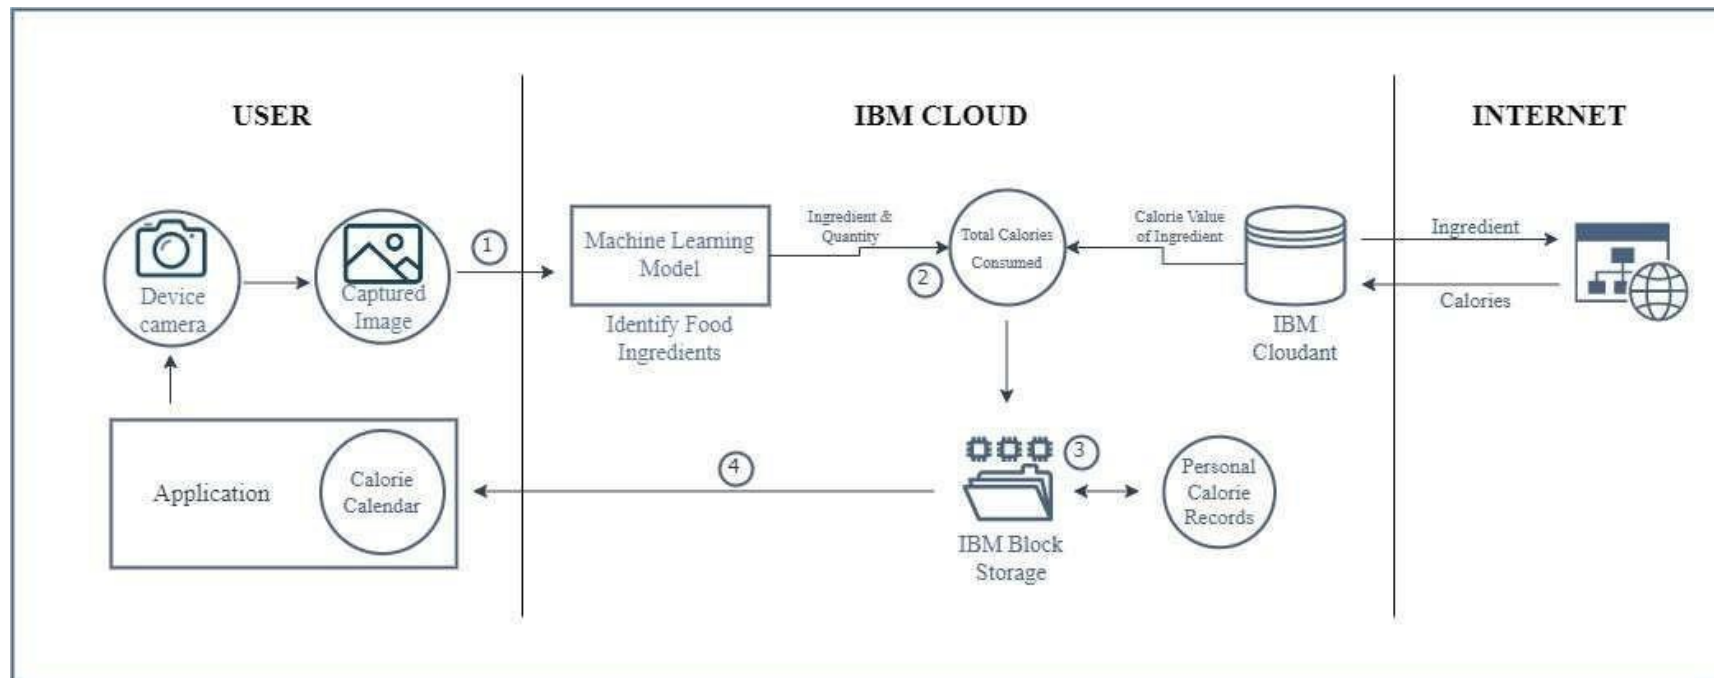 USER
IBM CLOUD
INTERNET
Device
camera
Captured
Image
1
Machine Learning
Model
Identify Food
Ingredients
Ingredient &
Quantity
2
Total Calories
Consumed
Calorie Value
of Ingredient
IBM
Cloudant
Ingredient
Calories
Application
Calorie
Calendar
4
3
IBM Block
Storage
Personal
Calorie
Records